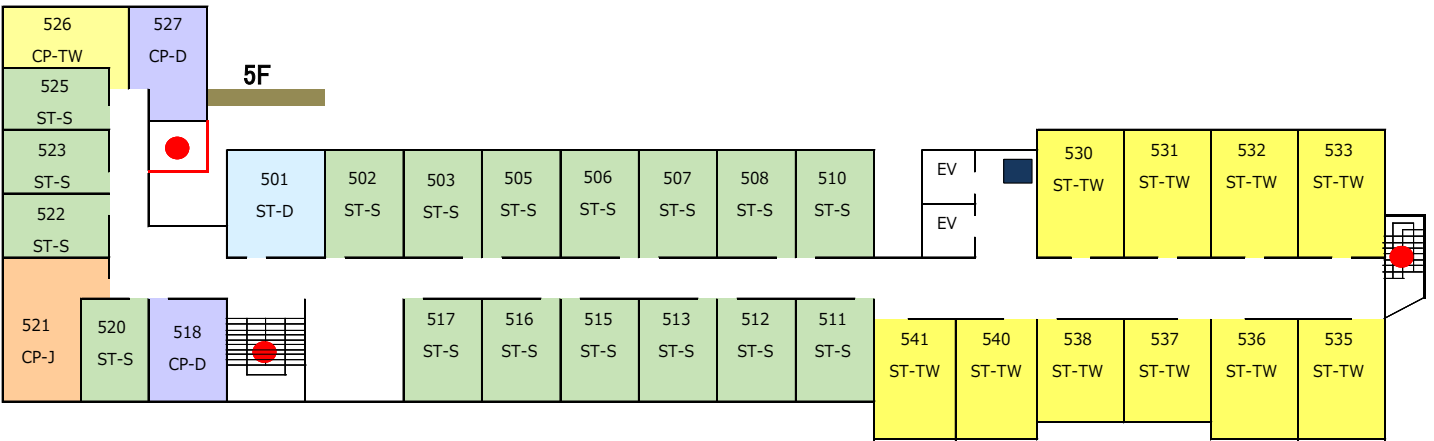 526
CP-TW
527
CP-D
5F
525
ST-S
523
ST-S
522
ST-S
501
ST-D
502
ST-S
503
ST-S
505
ST-S
506
ST-S
507
ST-S
508
ST-S
510
ST-S
EV
EV
530
ST-TW
531
ST-TW
532
ST-TW
533
ST-TW
521
CP-J
520
ST-S
518
CP-D
517
ST-S
516
ST-S
515
ST-S
513
ST-S
512
ST-S
511
ST-S
541
ST-TW
540
ST-TW
538
ST-TW
537
ST-TW
536
ST-TW
535
ST-TW